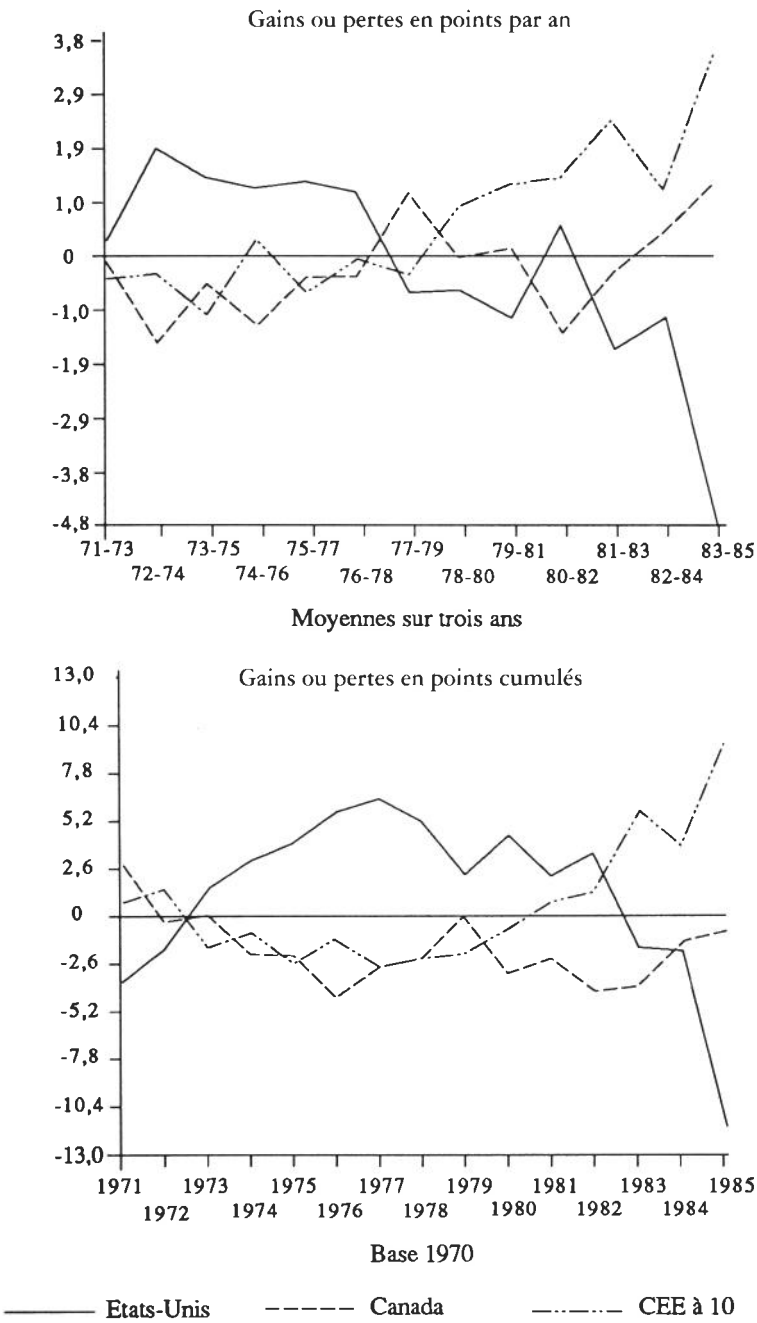 Gains ou pertes en points par an
3,8
2,9
1,9
1,0
0
-1,0
-1,9
-2,9
-3,8
-4,8
71-73 73-75 75-77 77-79 79-81 81-83 83-85
72-74 74-76 76-78 78-80 80-82 82-84
Moyennes sur trois ans
Gains ou pertes en points cumulés
13,0
10,4
7,8
5,2
2,6
0
-2,6
-5,2
-7,8
-10,4
-13,0
1971 1973 1975 1977 1979 1981 1983 1985
1972 1974 1976 1978 1980 1982 1984
Base 1970
Etats-Unis Canada CEE à 10